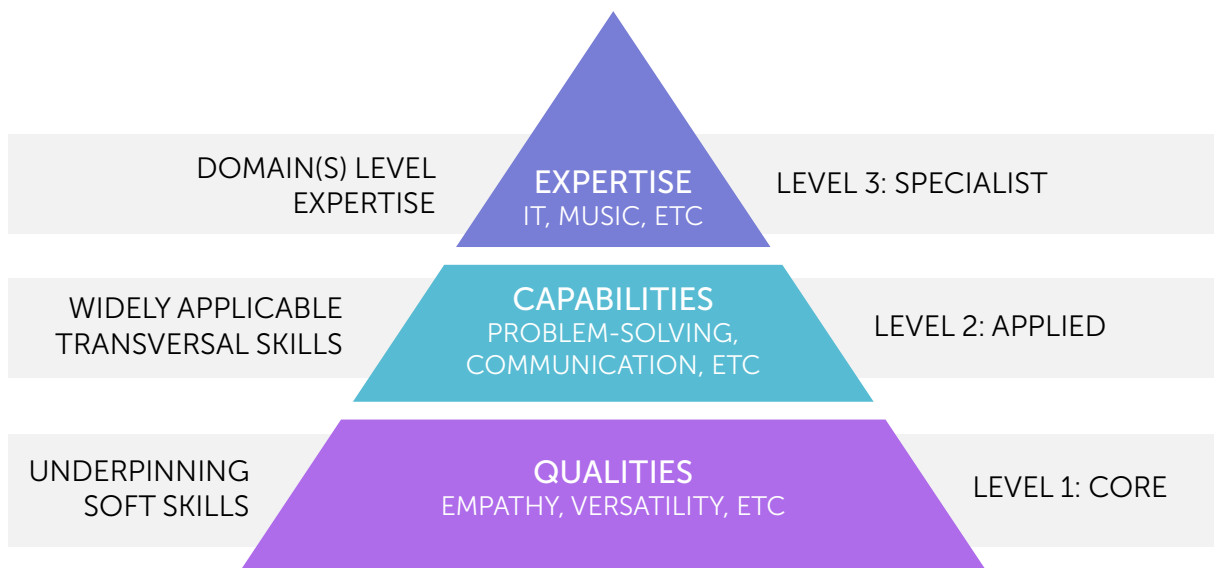 DOMAIN(S) LEVEL
EXPERTISE
EXPERTISE
IT, MUSIC, ETC
LEVEL 3: SPECIALIST
WIDELY APPLICABLE
TRANSVERSAL SKILLS
CAPABILITIES
PROBLEM-SOLVING,
COMMUNICATION, ETC
LEVEL 2: APPLIED
UNDERPINNING
SOFT SKILLS
QUALITIES
EMPATHY, VERSATILITY, ETC
LEVEL 1: CORE